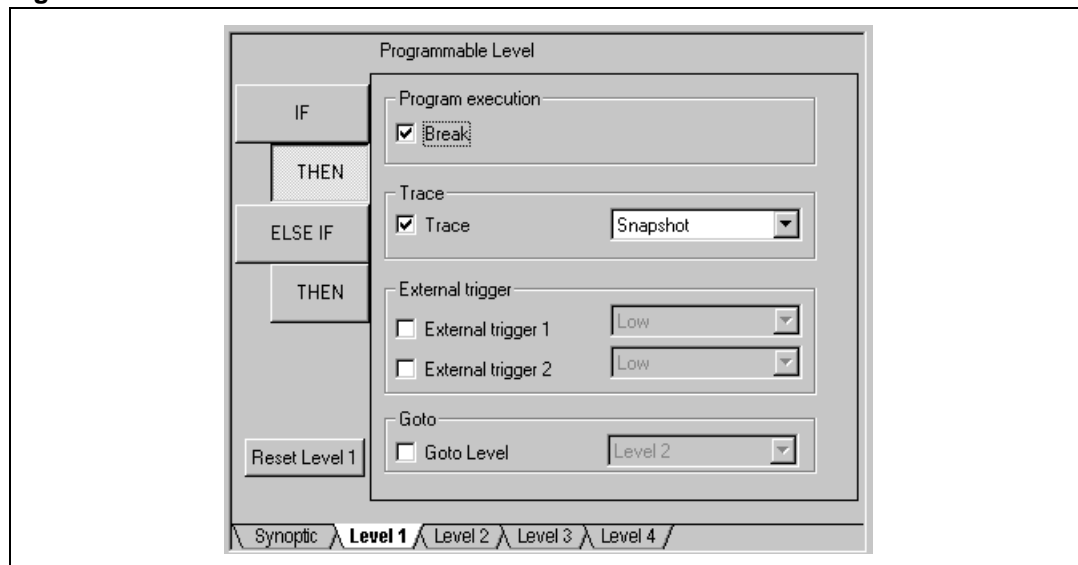 Programmable Level
IF
THEN
ELSE IF
THEN
Reset Level 1
Program execution
Break
Trace
Trace Snapshot
External trigger
External trigger 1 Low
External trigger 2 Low
Goto
Goto Level Level 2
Synoptic Level 1 Level 2 Level 3 Level 4